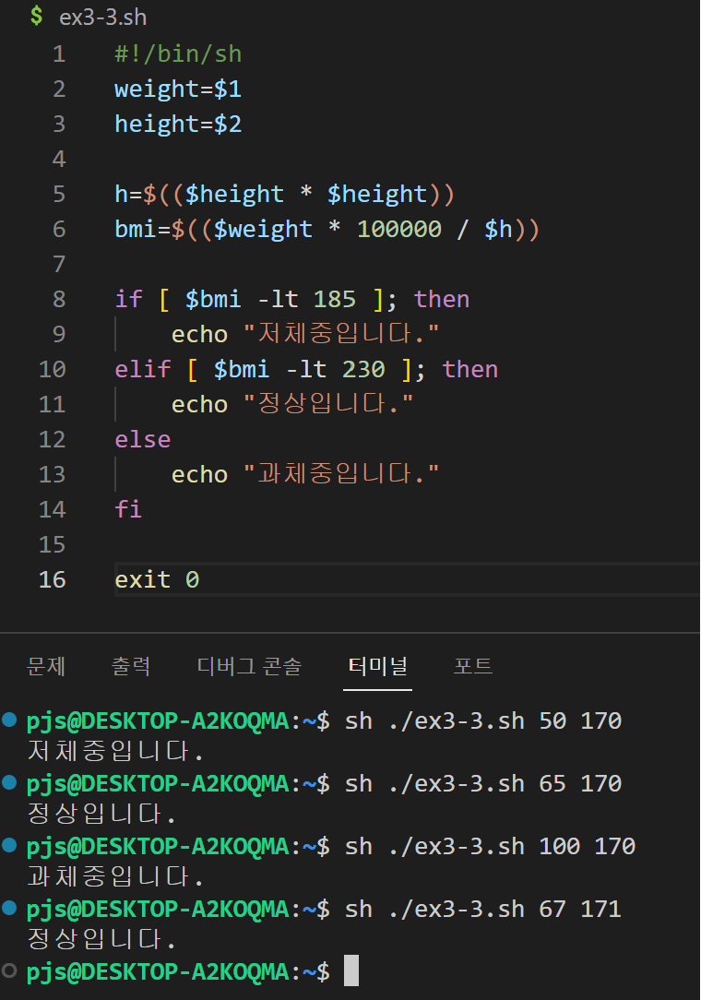 $ ex3-3.sh
1 #!/bin/sh
2 weight=$1
3 height=$2
4
5 h=$(($height * $height))
6 bmi=$(($weight * 100000 / $h))
7
8 if [ $bmi -lt 185 ]; then
9     echo "저체중입니다."
10 elif [ $bmi -lt 230 ]; then
11     echo "정상입니다."
12 else
13     echo "과체중입니다."
14 fi
15
16 exit 0
문제 출력 디버그 콘솔 터미널 포트
pjs@DESKTOP-A2KOQMA:~$ sh ./ex3-3.sh 50 170
저체중입니다.
pjs@DESKTOP-A2KOQMA:~$ sh ./ex3-3.sh 65 170
정상입니다.
pjs@DESKTOP-A2KOQMA:~$ sh ./ex3-3.sh 100 170
과체중입니다.
pjs@DESKTOP-A2KOQMA:~$ sh ./ex3-3.sh 67 171
정상입니다.
pjs@DESKTOP-A2KOQMA:~$